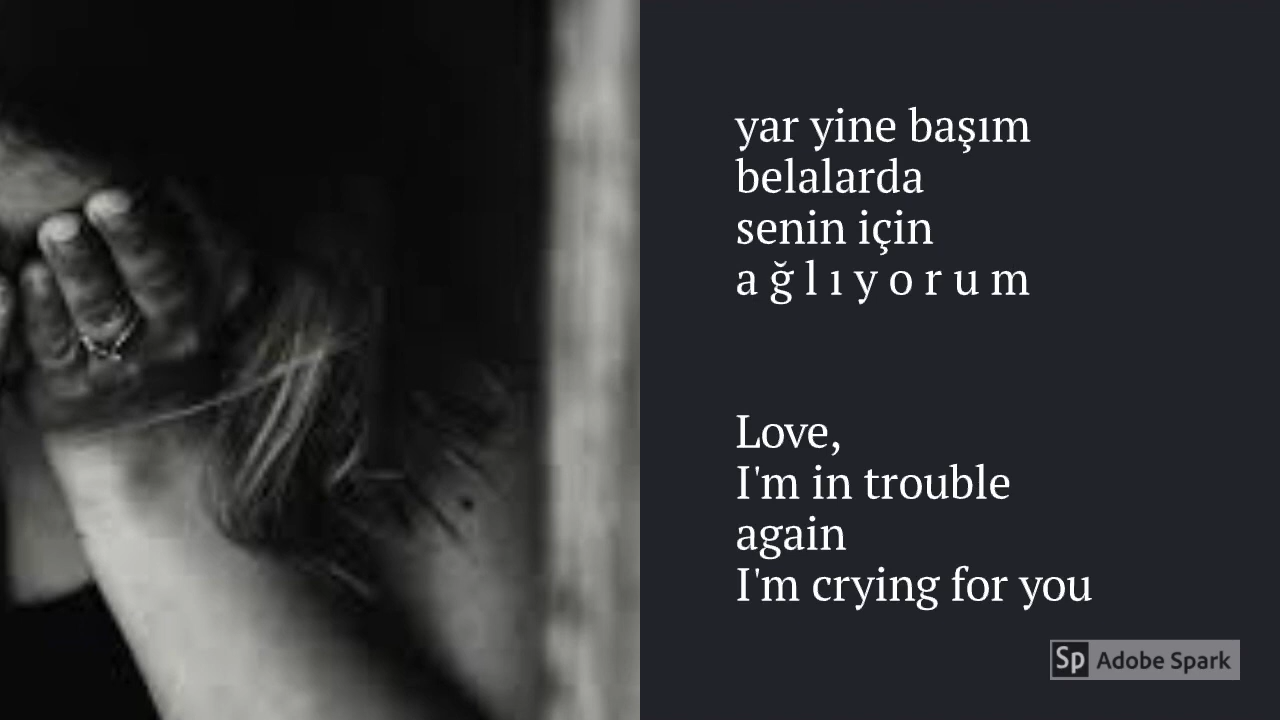 yar yine başım
belalarda
senin için
a ğ l ı y o r u m
Love,
I'm in trouble
again
I'm crying for you
Sp Adobe Spark